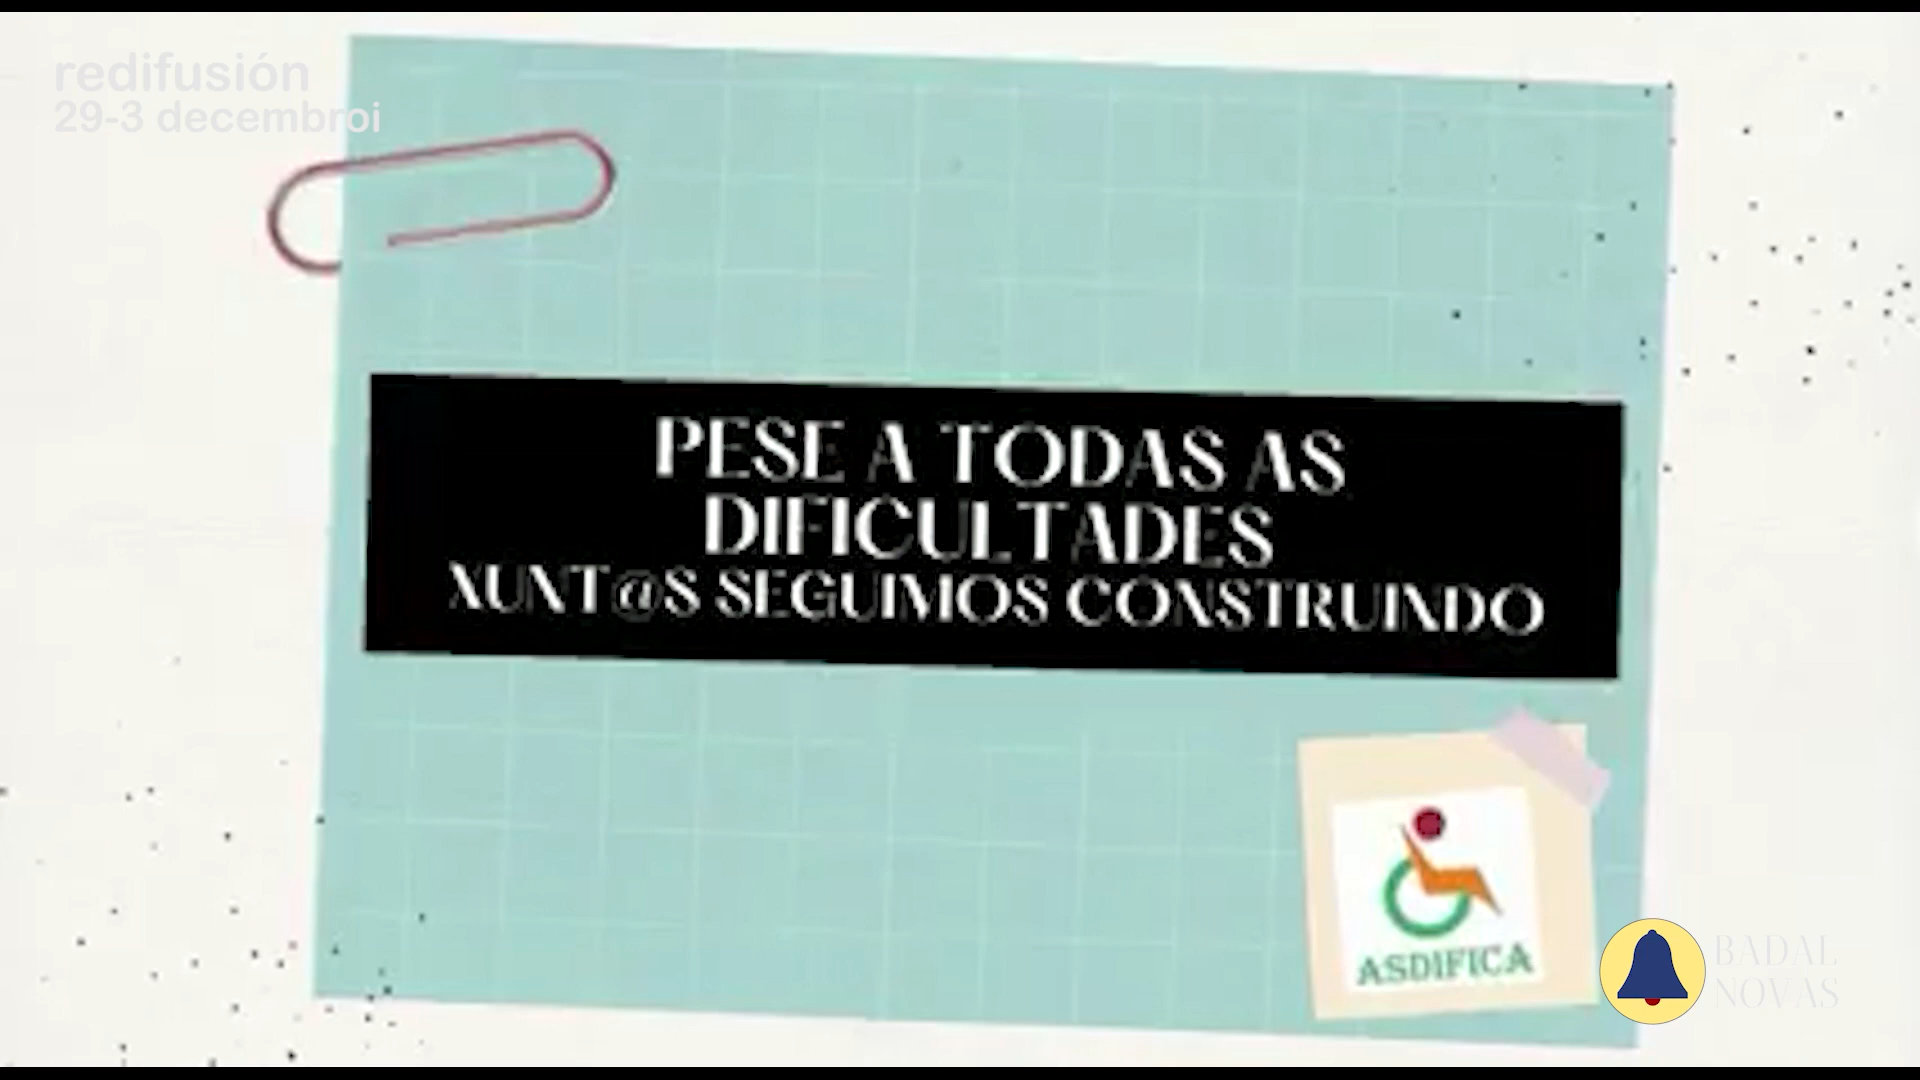 redifusión
29-3 decembroi
PESE A TODAS AS
DIFICULTADES
XUNT@S SEGUIMOS CONSTRUINDO
ASDIFICA
BADAL
NOVAS